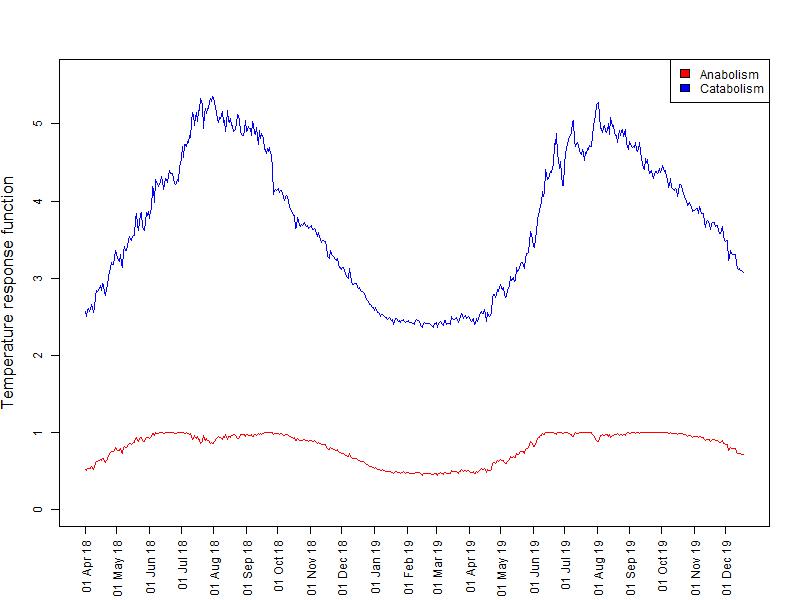 Anabolism
Catabolism
Temperature response function
5
4
3
2
1
0
01 Apr 18
01 May 18
01 Jun 18
01 Jul 18
01 Aug 18
01 Sep 18
01 Oct 18
01 Nov 18
01 Dec 18
01 Jan 19
01 Feb 19
01 Mar 19
01 Apr 19
01 May 19
01 Jun 19
01 Jul 19
01 Aug 19
01 Sep 19
01 Oct 19
01 Nov 19
01 Dec 19